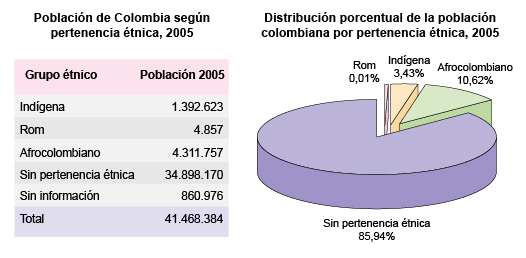 Población de Colombia según
pertenencia étnica, 2005
Grupo étnico Población 2005
Indígena 1.392.623
Rom 4.857
Afrocolombiano 4.311.757
Sin pertenencia étnica 34.898.170
Sin información 860.976
Total 41.468.384
Distribución porcentual de la población
colombiana por pertenencia étnica, 2005
Rom
0,01%
Indígena
3,43%
Afrocolombiano
10,62%
Sin pertenencia étnica
85,94%